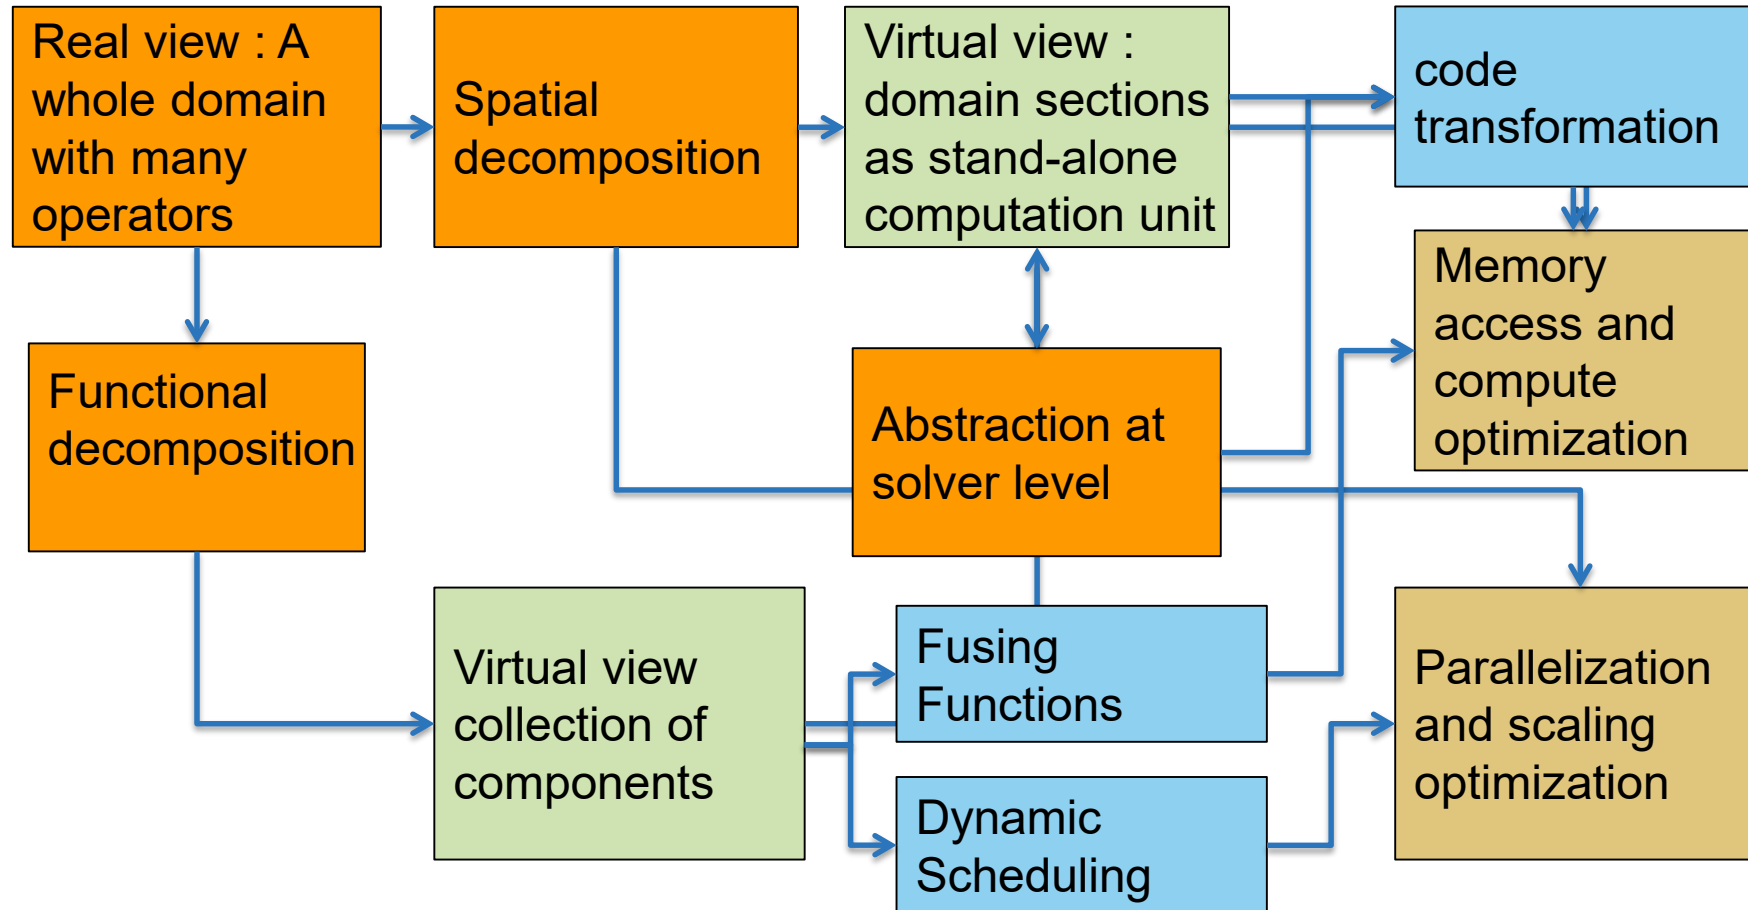 Real view : A
whole domain
with many
operators
Spatial
decomposition
Virtual view :
domain sections
as stand-alone
computation unit
code
transformation
Memory
access and
compute
optimization
Functional
decomposition
Abstraction at
solver level
Virtual view
collection of
components
Fusing
Functions
Dynamic
Scheduling
Parallelization
and scaling
optimization